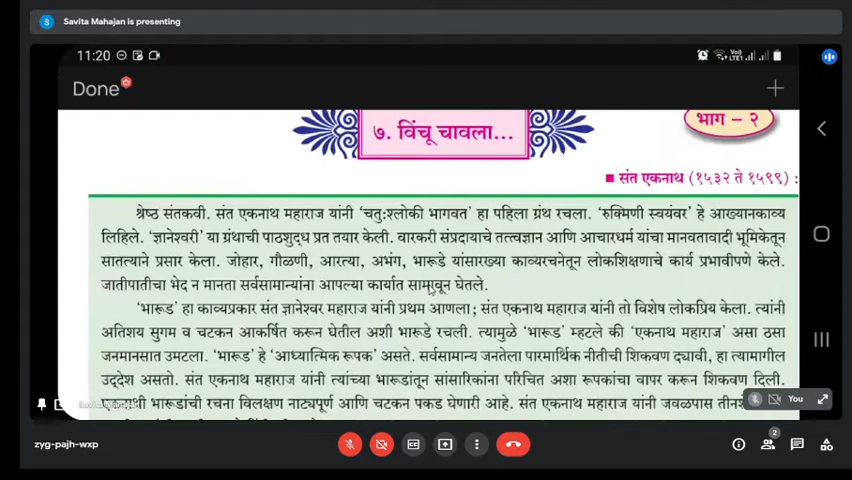 S Savita Mahajan is presenting
11:20
Vo)) LTE1
Done
७. विंचू चावला...
भाग – २
■ संत एकनाथ (१५३२ ते १५९९) :
श्रेष्ठ संतकवी. संत एकनाथ महाराज यांनी ‘चतुःश्लोकी भागवत’ हा पहिला ग्रंथ रचला. ‘रुक्मिणी स्वयंवर’ हे आख्यानकाव्य
लिहिले. ‘ज्ञानेश्वरी’ या ग्रंथाची पाठशुद्ध प्रत तयार केली. वारकरी संप्रदायाचे तत्त्वज्ञान आणि आचारधर्म यांचा मानवतावादी भूमिकेतून
सातत्याने प्रसार केला. जोहार, गौळणी, आरत्या, अभंग, भारूडे यांसारख्या काव्यरचनेतून लोकशिक्षणाचे कार्य प्रभावीपणे केले.
जातीपातीचा भेद न मानता सर्वसामान्यांना आपल्या कार्यात सामावून घेतले.
‘भारूड’ हा काव्यप्रकार संत ज्ञानेश्वर महाराज यांनी प्रथम आणला; संत एकनाथ महाराज यांनी तो विशेष लोकप्रिय केला. त्यांनी
अतिशय सुगम व चटकन आकर्षित करून घेतील अशी भारूडे रचली. त्यामुळे ‘भारूड’ म्हटले की ‘एकनाथ महाराज’ असा ठसा
जनमानसात उमटला. ‘भारूड’ हे ‘आध्यात्मिक रूपक’ असते. सर्वसामान्य जनतेला पारमार्थिक नीतीची शिकवण द्यावी, हा त्यामागील
उद्देश असतो. संत एकनाथ महाराज यांनी त्यांच्या भारूडांतून सांसारिकांना परिचित अशा रूपकांचा वापर करून शिकवण दिली.
भारूडांची रचना विलक्षण नाट्यपूर्ण आणि चटकन पकड घेणारी आहे. संत एकनाथ महाराज यांनी जवळपास
You
zyg-pajh-wxp
2